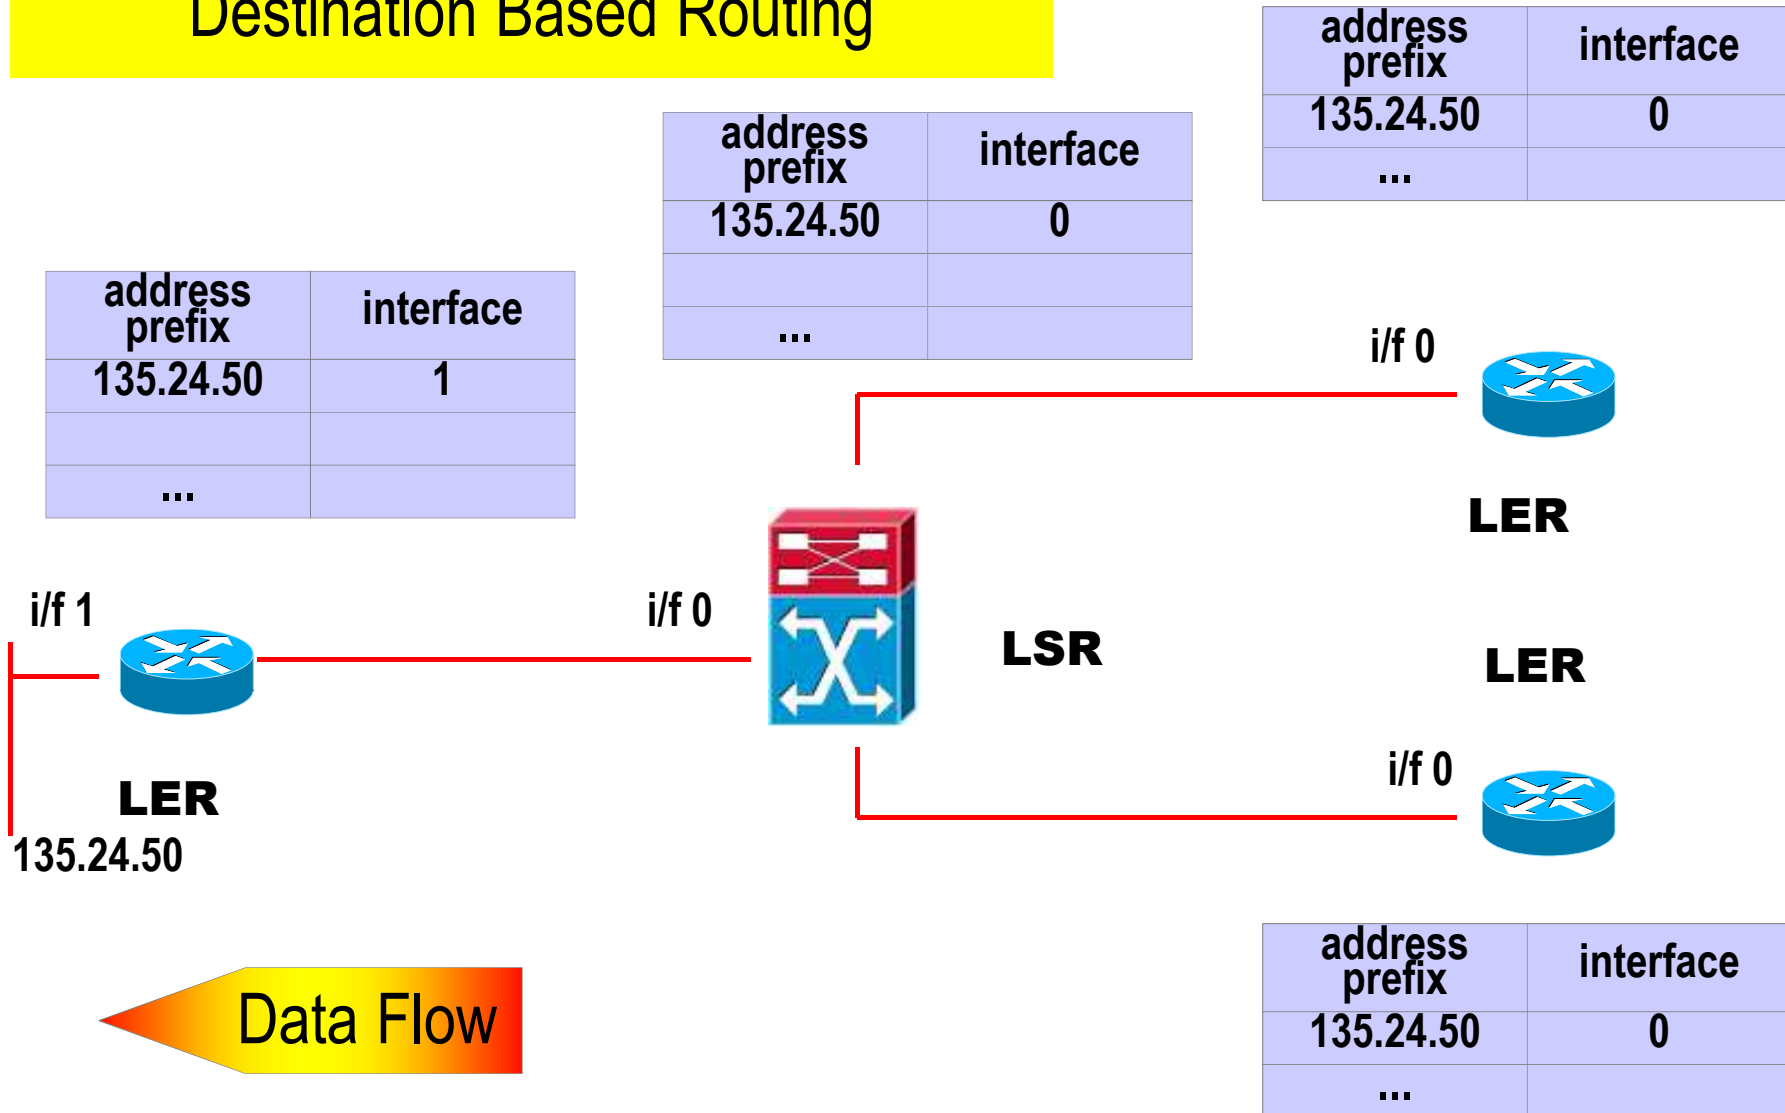 Destination Based Routing
address
prefix
interface
135.24.50 0
...
address
prefix
interface
135.24.50 0
...
address
prefix
interface
135.24.50 1
...
i/f 0
LER
i/f 1
i/f 0
LSR
LER
i/f 0
LER
135.24.50
Data Flow
address
prefix
interface
135.24.50 0
...